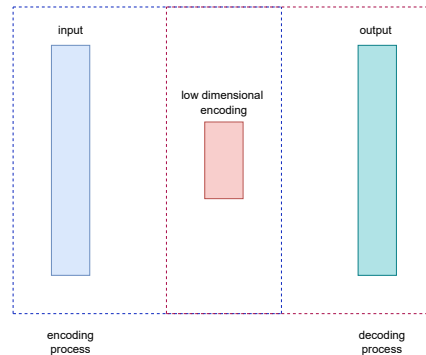 input
output
low dimensional
encoding
encoding
process
decoding
process